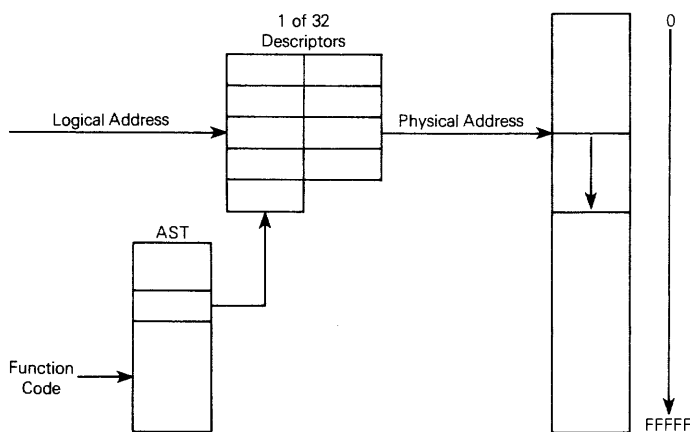 1 of 32
Descriptors
0
Logical Address
Physical Address
AST
Function
Code
FFFFF